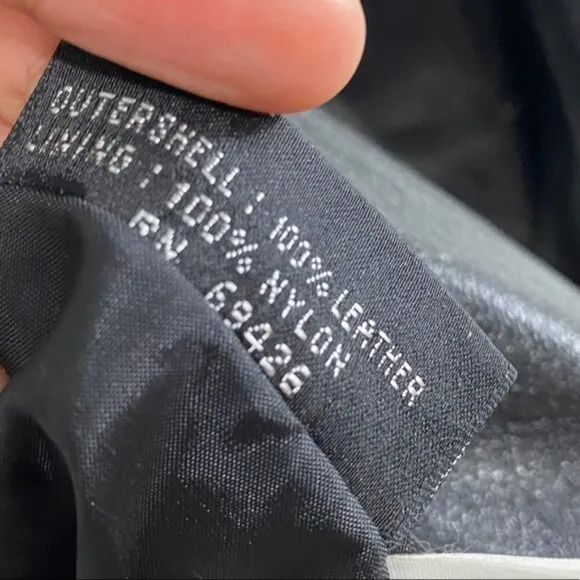 OUTERSHELL : 100% LEATHER
LINING : 100% NYLON
RN 69426